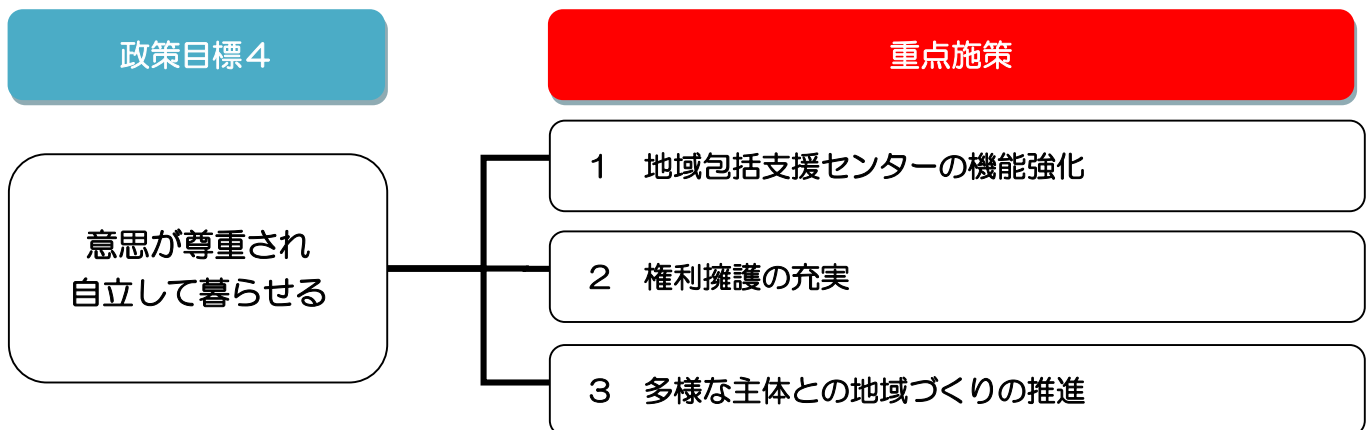 政策目標４
重点施策
意思が尊重され
自立して暮らせる
１　地域包括支援センターの機能強化
２　権利擁護の充実
３　多様な主体との地域づくりの推進